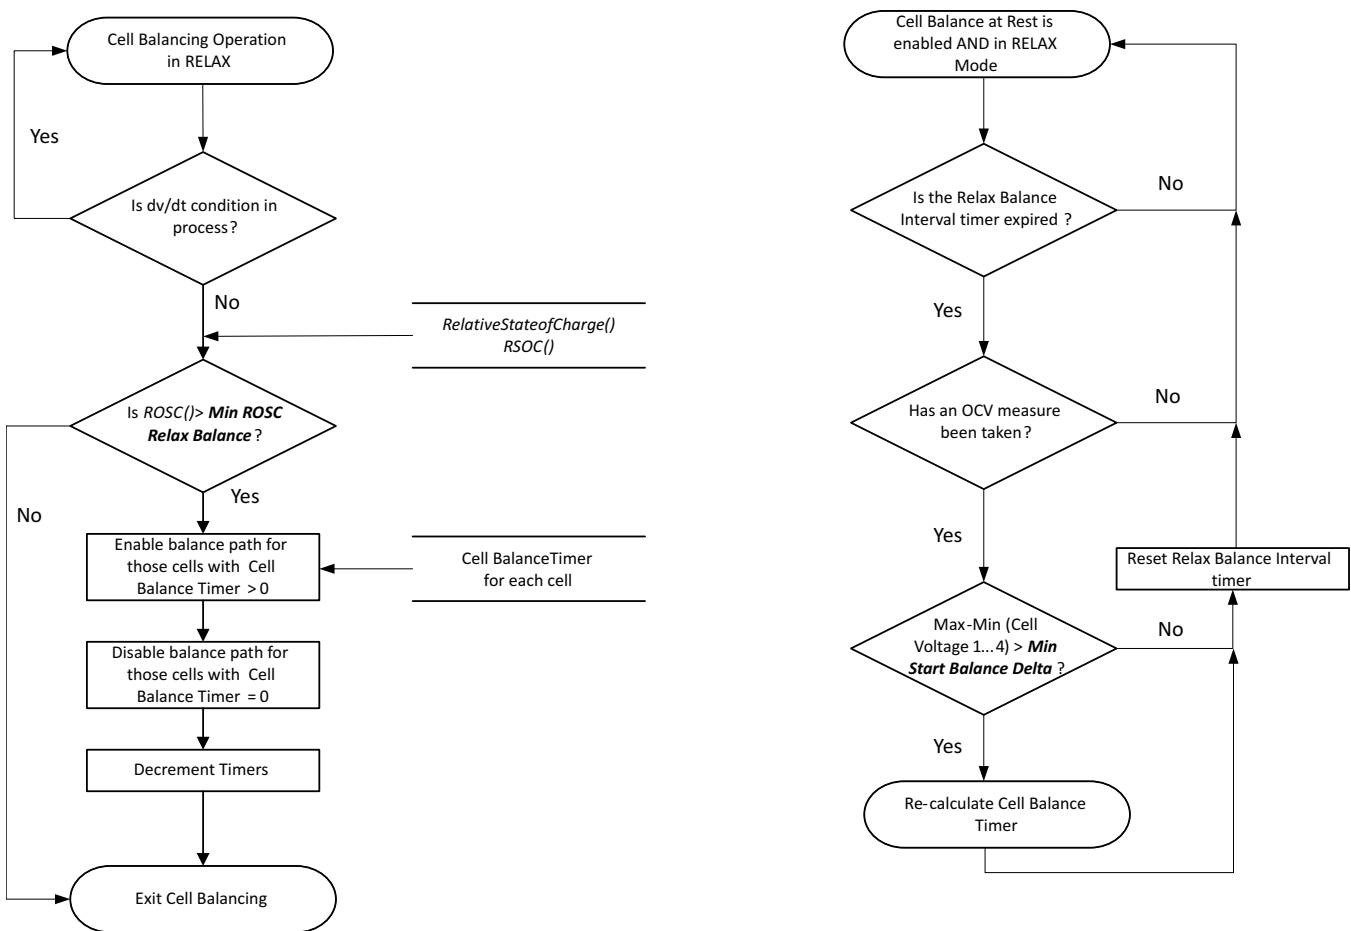 Cell Balancing Operation
in RELAX
Yes
Is dv/dt condition in
process?
No
RelativeStateofCharge()
RSOC()
Is ROSC()> Min ROSC
Relax Balance?
No
Yes
Enable balance path for
those cells with Cell
Balance Timer > 0
Cell BalanceTimer
for each cell
Disable balance path for
those cells with Cell
Balance Timer = 0
Decrement Timers
Exit Cell Balancing
Cell Balance at Rest is
enabled AND in RELAX
Mode
Is the Relax Balance
Interval timer expired ?
No
Yes
Has an OCV measure
been taken?
No
Yes
Reset Relax Balance Interval
timer
Max-Min (Cell
Voltage 1...4) > Min
Start Balance Delta ?
No
Yes
Re-calculate Cell Balance
Timer